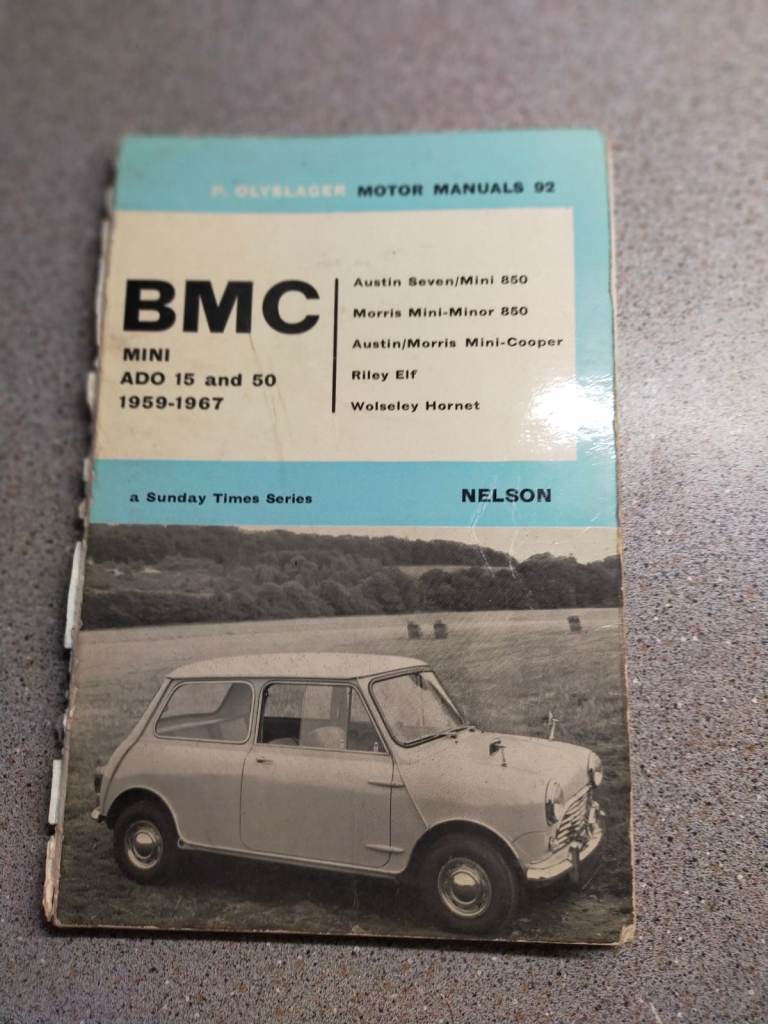 P. OLYSLAGER MOTOR MANUALS 92
BMC
MINI
ADO 15 and 50
1959-1967
Austin Seven/Mini 850
Morris Mini-Minor 850
Austin/Morris Mini-Cooper
Riley Elf
Wolseley Hornet
a Sunday Times Series
NELSON